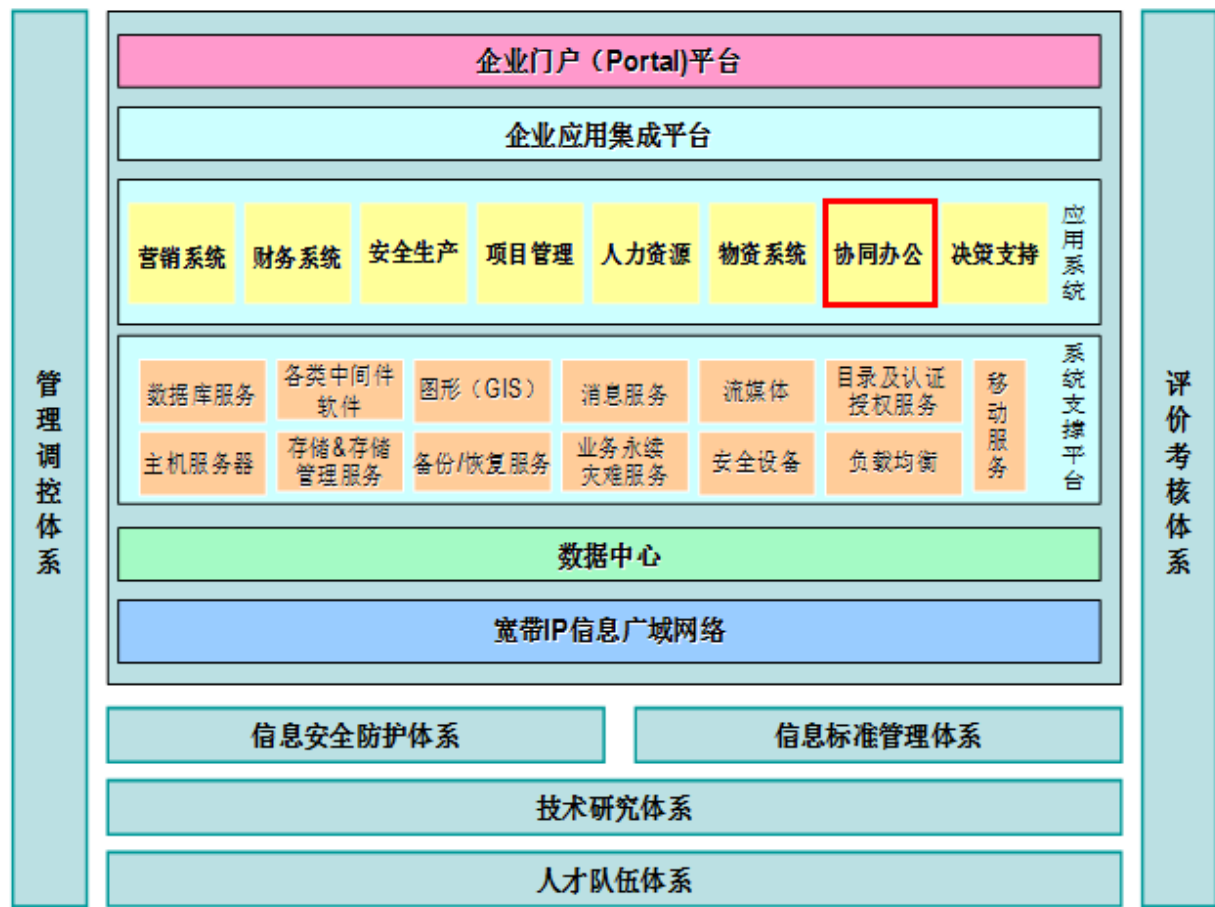 企业门户（Portal)平台
企业应用集成平台
营销系统
财务系统
安全生产
项目管理
人力资源
物资系统
协同办公
决策支持
应用系统
数据库服务
各类中间件
软件
图形（GIS）
消息服务
流媒体
目录及认证
授权服务
移动服务
主机服务器
存储&存储
管理服务
备份/恢复服务
业务永续
灾难服务
安全设备
负载均衡
系统支撑平台
数据中心
宽带IP信息广域网络
管理调控体系
评价考核体系
信息安全防护体系
信息标准管理体系
技术研究体系
人才队伍体系